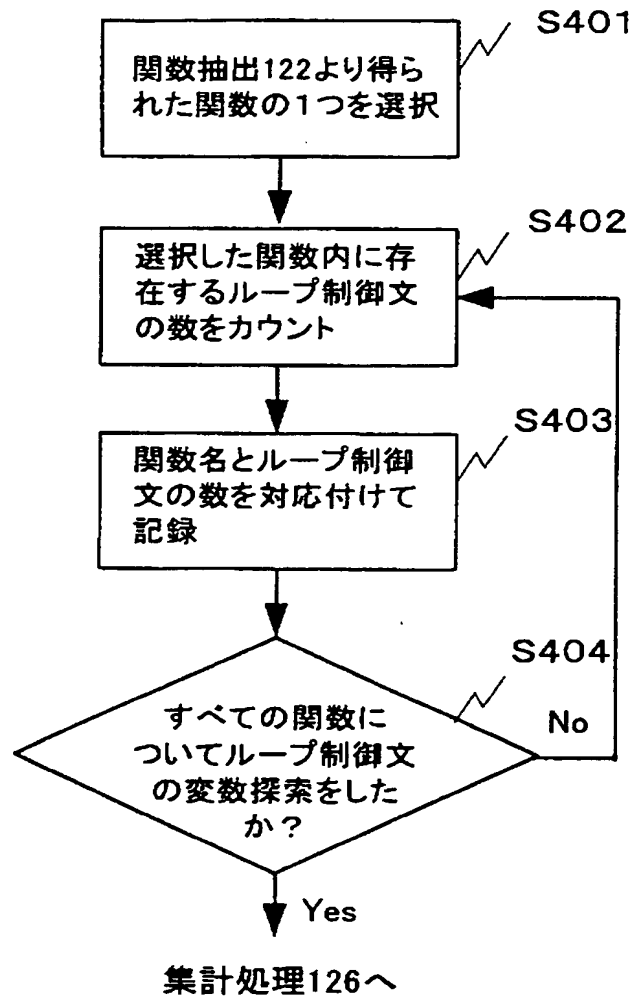 S401
関数抽出122より得ら
れた関数の1つを選択
S402
選択した関数内に存
在するループ制御文
の数をカウント
S403
関数名とループ制御
文の数を対応付けて
記録
S404
すべての関数に
ついてループ制御文
の変数探索をした
か？
No
Yes
集計処理126へ